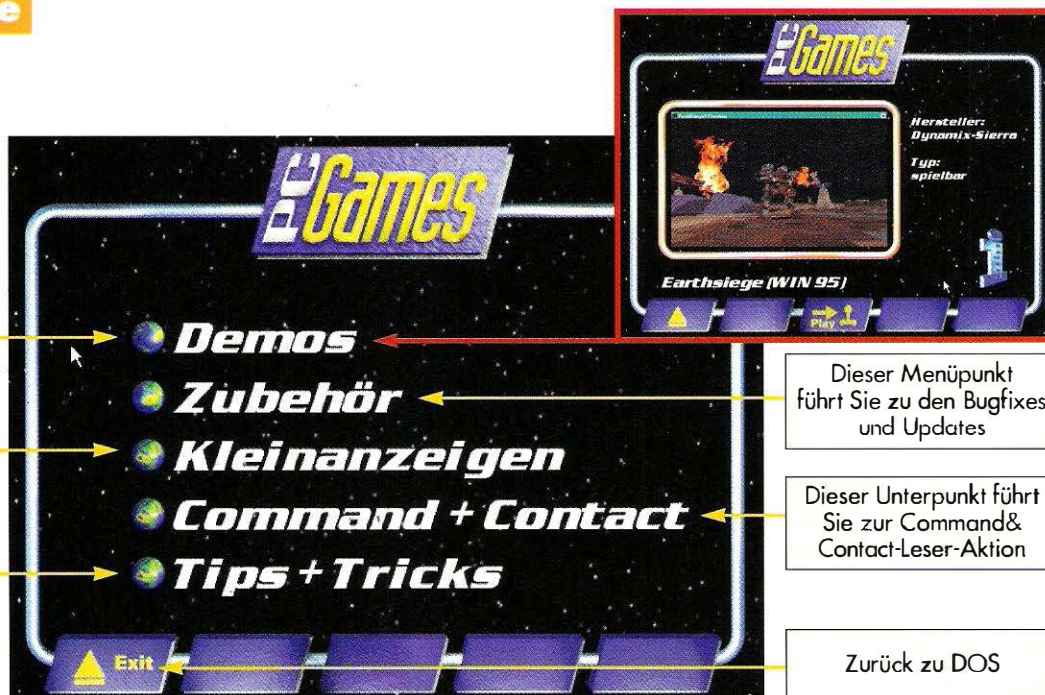 e
PC Games
Hersteller:
Dynamix-Sierra
Typ:
spielbar
Earthsiege (WIN 95)
Play
PC Games
Demos
Zubehör
Kleinanzeigen
Command + Contact
Tips + Tricks
Exit
Dieser Menüpunkt
führt Sie zu den Bugfixes
und Updates
Dieser Unterpunkt führt
Sie zur Command&
Contact-Leser-Aktion
Zurück zu DOS